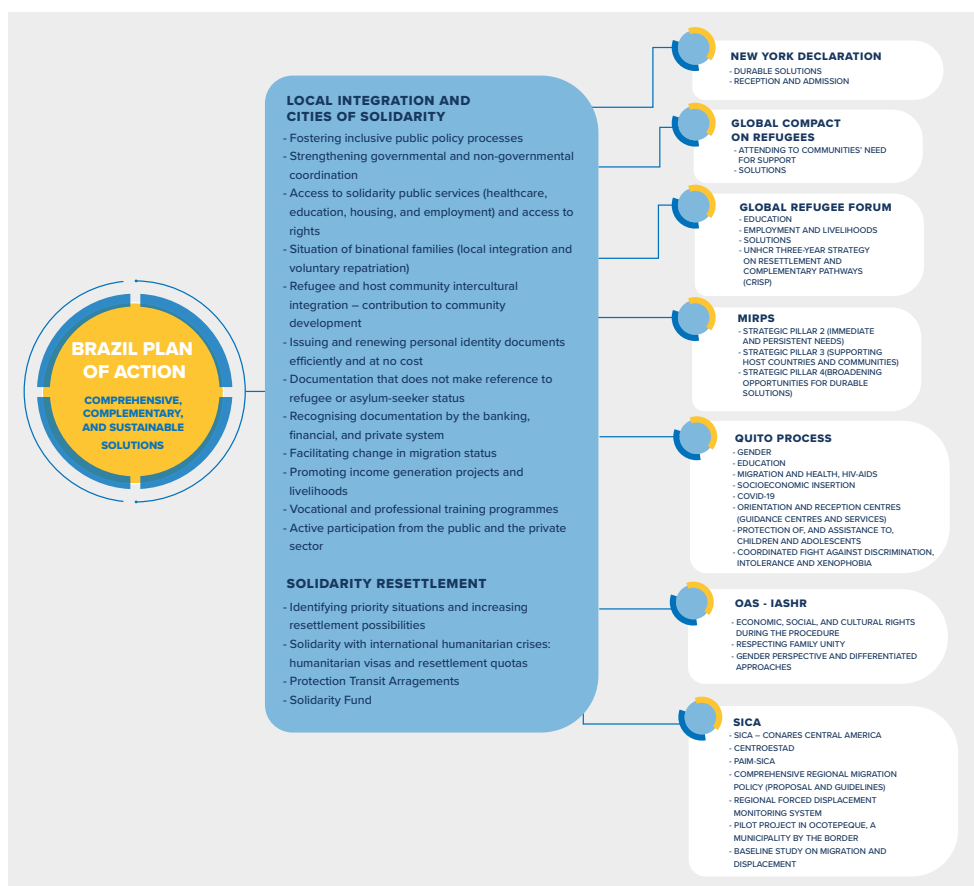 BRAZIL PLAN
OF ACTION
COMPREHENSIVE,
COMPLEMENTARY,
AND SUSTAINABLE
SOLUTIONS
LOCAL INTEGRATION AND
CITIES OF SOLIDARITY
- Fostering inclusive public policy processes
- Strengthening governmental and non-governmental
coordination
- Access to solidarity public services (healthcare,
education, housing, and employment) and access to
rights
- Situation of binational families (local integration and
voluntary repatriation)
- Refugee and host community intercultural
integration – contribution to community
development
- Issuing and renewing personal identity documents
efficiently and at no cost
- Documentation that does not make reference to
refugee or asylum-seeker status
- Recognising documentation by the banking,
financial, and private system
- Facilitating change in migration status
- Promoting income generation projects and
livelihoods
- Vocational and professional training programmes
- Active participation from the public and the private
sector
SOLIDARITY RESETTLEMENT
- Identifying priority situations and increasing
resettlement possibilities
- Solidarity with international humanitarian crises:
humanitarian visas and resettlement quotas
- Protection Transit Arragements
- Solidarity Fund
NEW YORK DECLARATION
- DURABLE SOLUTIONS
- RECEPTION AND ADMISSION
GLOBAL COMPACT
ON REFUGEES
- ATTENDING TO COMMUNITIES' NEED
FOR SUPPORT
- SOLUTIONS
GLOBAL REFUGEE FORUM
- EDUCATION
- EMPLOYMENT AND LIVELIHOODS
- SOLUTIONS
- UNHCR THREE-YEAR STRATEGY
ON RESETTLEMENT AND
COMPLEMENTARY PATHWAYS
(CRISP)
MIRPS
- STRATEGIC PILLAR 2 (IMMEDIATE
AND PERSISTENT NEEDS)
- STRATEGIC PILLAR 3 (SUPPORTING
HOST COUNTRIES AND COMMUNITIES)
- STRATEGIC PILLAR 4(BROADENING
OPPORTUNITIES FOR DURABLE
SOLUTIONS)
QUITO PROCESS
- GENDER
- EDUCATION
- MIGRATION AND HEALTH, HIV-AIDS
- SOCIOECONOMIC INSERTION
- COVID-19
- ORIENTATION AND RECEPTION CENTRES
(GUIDANCE CENTRES AND SERVICES)
- PROTECTION OF, AND ASSISTANCE TO,
CHILDREN AND ADOLESCENTS
- COORDINATED FIGHT AGAINST DISCRIMINATION,
INTOLERANCE AND XENOPHOBIA
OAS - IASHR
- ECONOMIC, SOCIAL, AND CULTURAL RIGHTS
DURING THE PROCEDURE
- RESPECTING FAMILY UNITY
- GENDER PERSPECTIVE AND DIFFERENTIATED
APPROACHES
SICA
- SICA – CONARES CENTRAL AMERICA
- CENTROESTAD
- PAIM-SICA
- COMPREHENSIVE REGIONAL MIGRATION
POLICY (PROPOSAL AND GUIDELINES)
- REGIONAL FORCED DISPLACEMENT
MONITORING SYSTEM
- PILOT PROJECT IN OCOTEPEQUE, A
MUNICIPALITY BY THE BORDER
- BASELINE STUDY ON MIGRATION AND
DISPLACEMENT